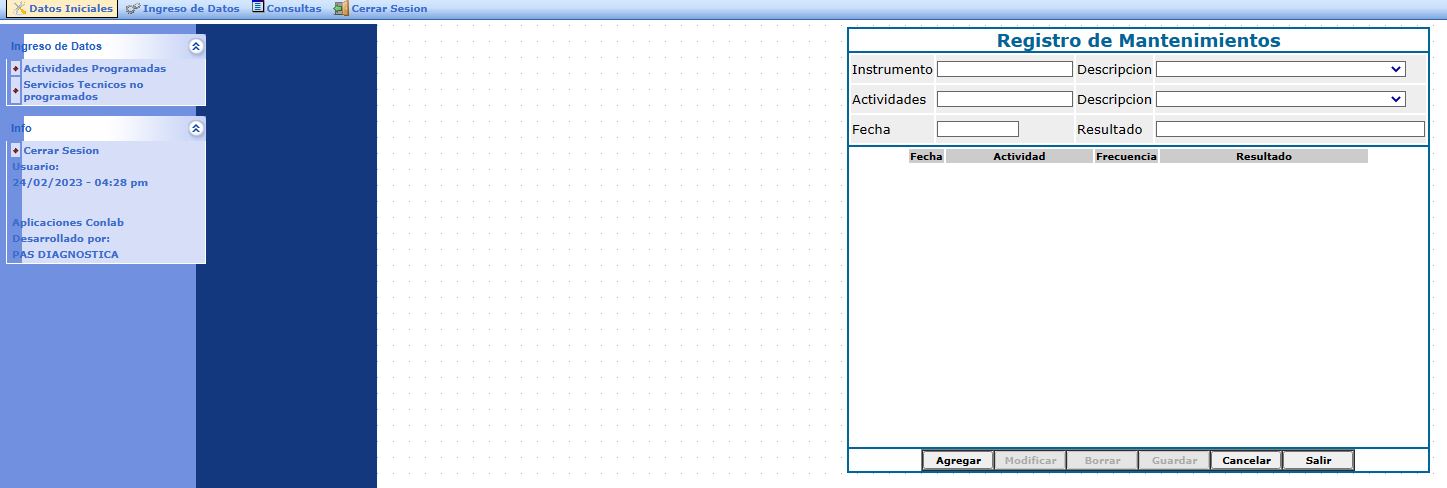 Datos Iniciales Ingreso de Datos Consultas Cerrar Sesion
Ingreso de Datos
Actividades Programadas
Servicios Tecnicos no
programados
Info
Cerrar Sesion
Usuario:
24/02/2023 - 04:28 pm
Aplicaciones Conlab
Desarrollado por:
PAS DIAGNOSTICA
Registro de Mantenimientos
Instrumento Descripcion
Actividades Descripcion
Fecha Resultado
Fecha Actividad Frecuencia Resultado
Agregar Modificar Borrar Guardar Cancelar Salir